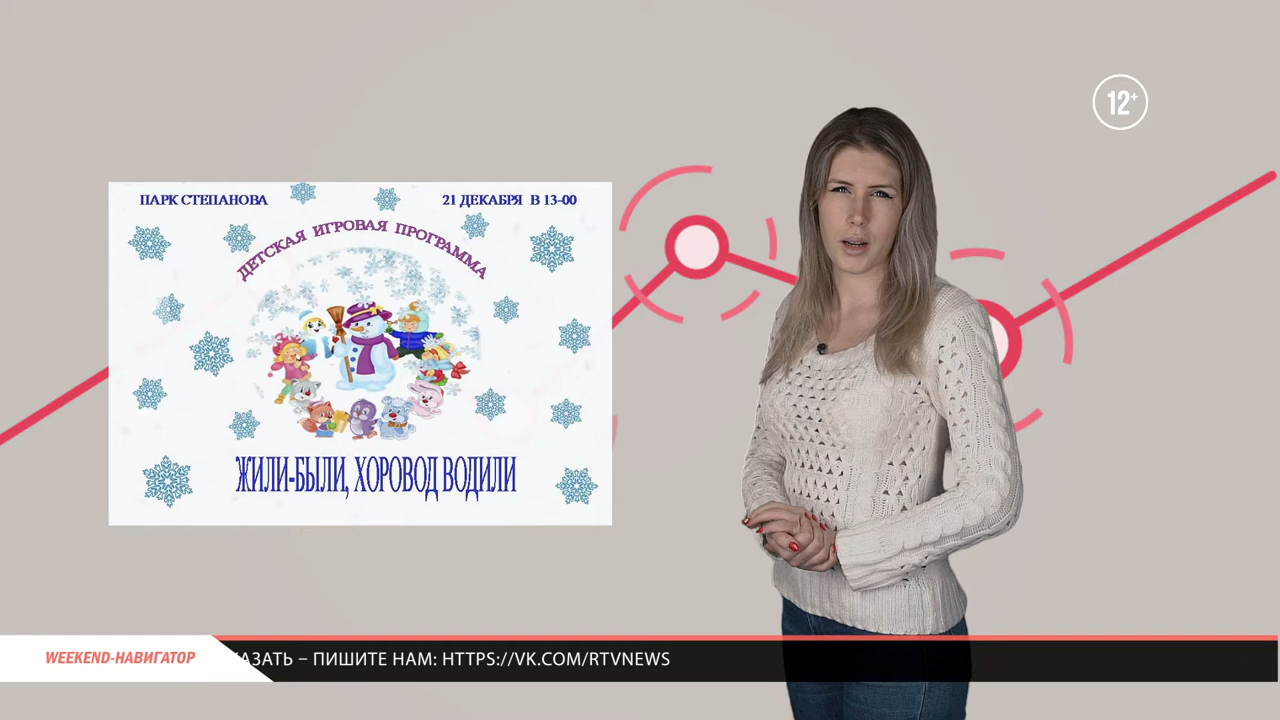 12+
ПАРК СТЕПАНОВА
21 ДЕКАБРЯ В 13-00
ДЕТСКАЯ ИГРОВАЯ ПРОГРАММА
ЖИЛИ-БЫЛИ, ХОРОВОД ВОДИЛИ
WEEKEND-НАВИГАТОР
АЗАТЬ – ПИШИТЕ НАМ: HTTPS://VK.COM/RTVNEWS